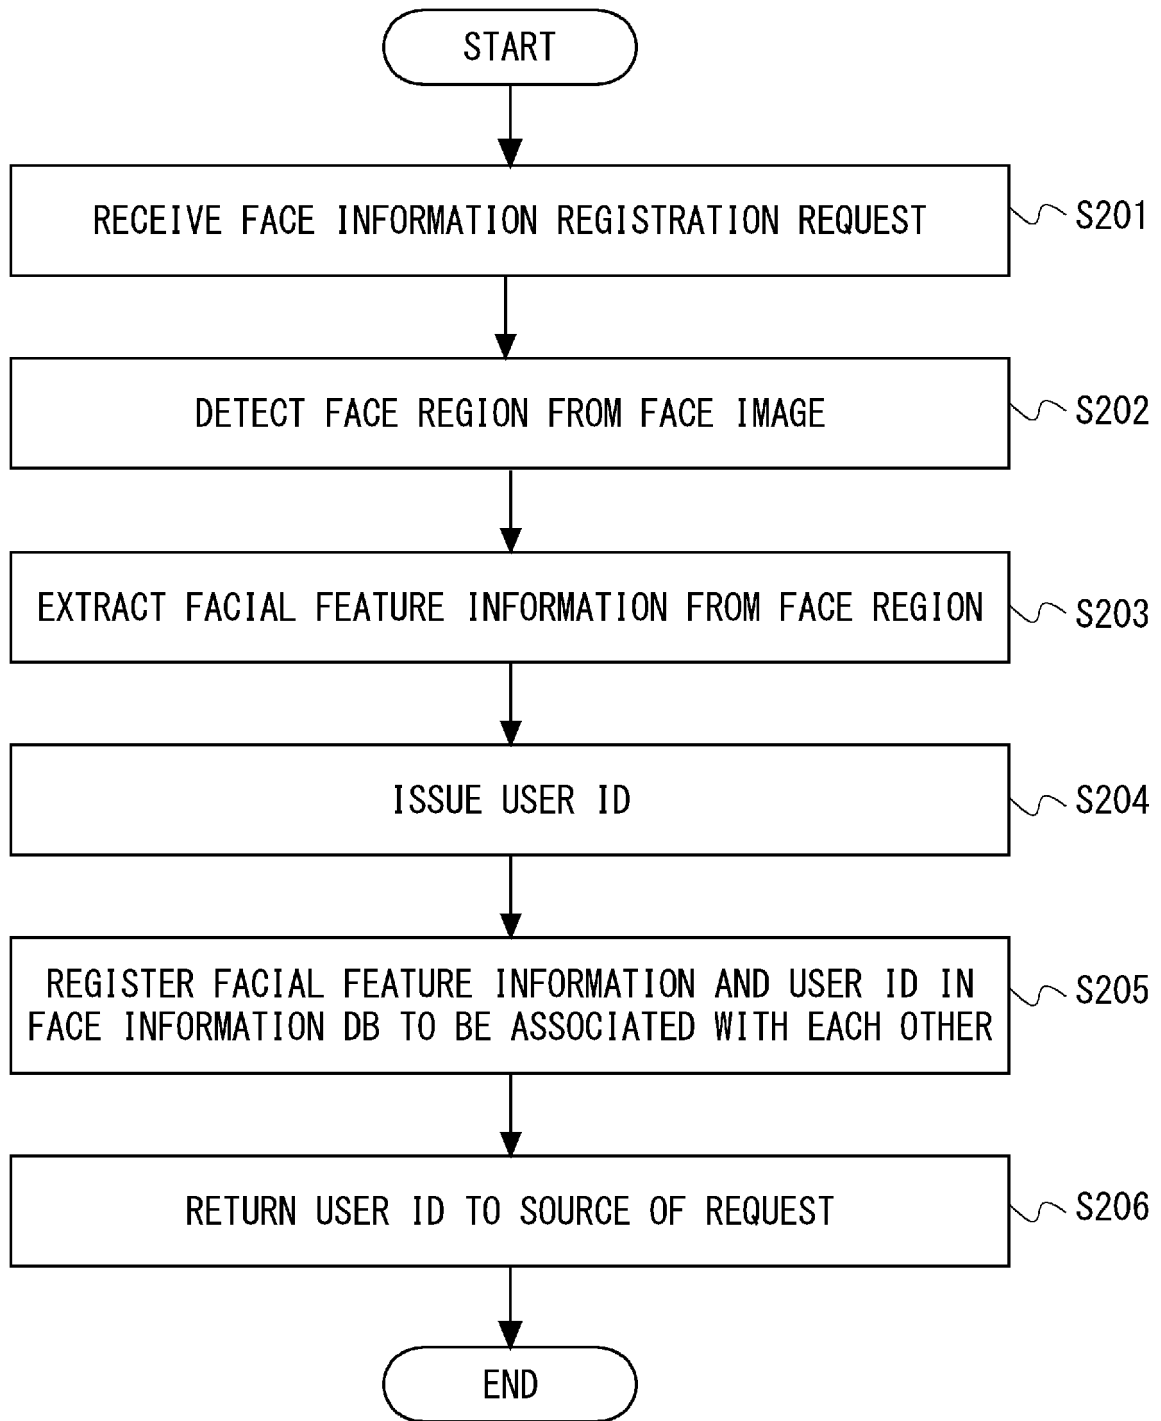 START
RECEIVE FACE INFORMATION REGISTRATION REQUEST
S201
DETECT FACE REGION FROM FACE IMAGE
S202
EXTRACT FACIAL FEATURE INFORMATION FROM FACE REGION
S203
ISSUE USER ID
S204
REGISTER FACIAL FEATURE INFORMATION AND USER ID IN
FACE INFORMATION DB TO BE ASSOCIATED WITH EACH OTHER
S205
RETURN USER ID TO SOURCE OF REQUEST
S206
END